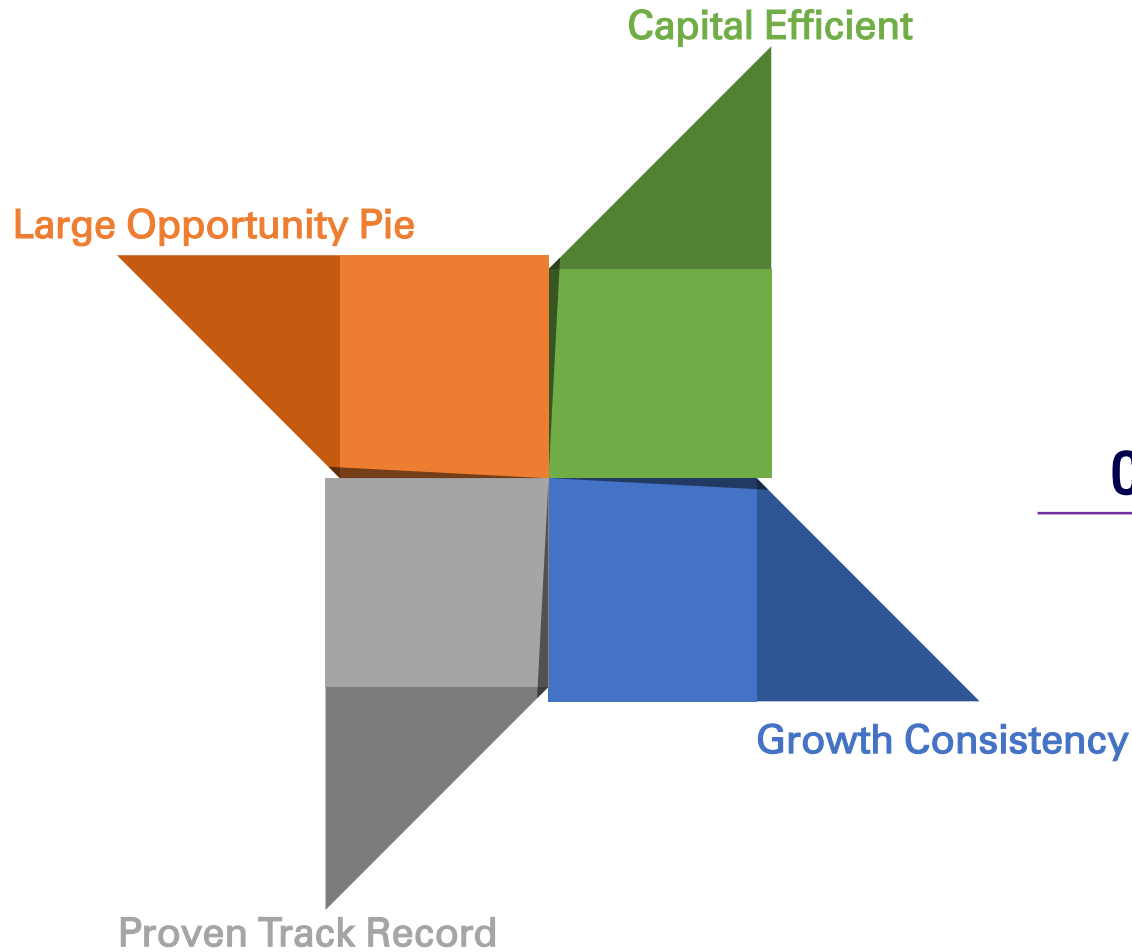 Capital Efficient
Large Opportunity Pie
Growth Consistency
Proven Track Record